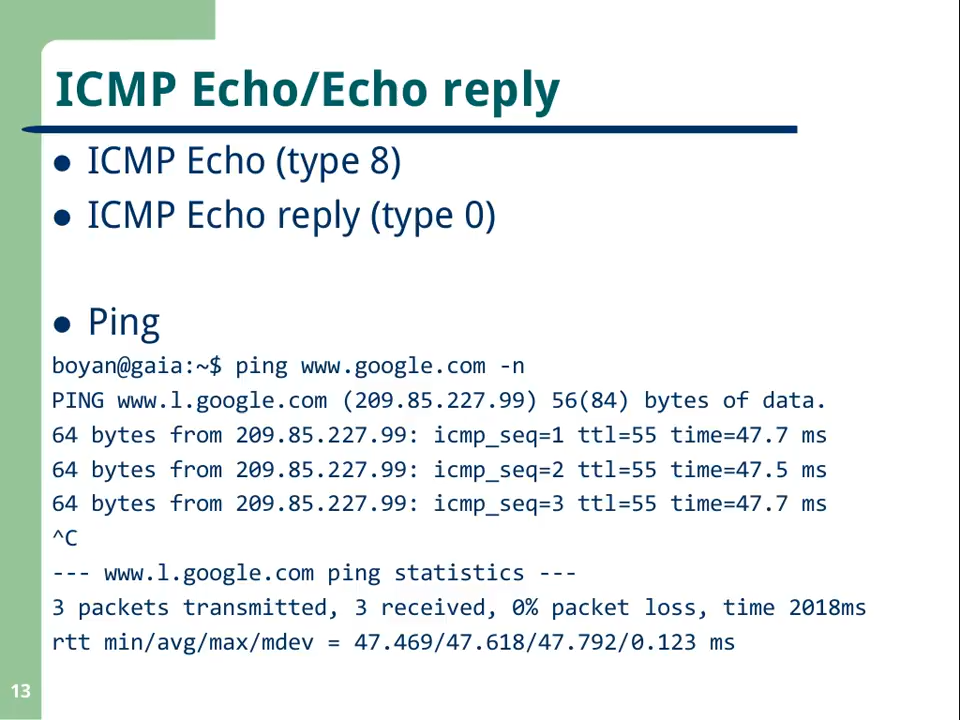 ICMP Echo/Echo reply
● ICMP Echo (type 8)
● ICMP Echo reply (type 0)
● Ping
boyan@gaia:~$ ping www.google.com -n
PING www.l.google.com (209.85.227.99) 56(84) bytes of data.
64 bytes from 209.85.227.99: icmp_seq=1 ttl=55 time=47.7 ms
64 bytes from 209.85.227.99: icmp_seq=2 ttl=55 time=47.5 ms
64 bytes from 209.85.227.99: icmp_seq=3 ttl=55 time=47.7 ms
^C
--- www.l.google.com ping statistics ---
3 packets transmitted, 3 received, 0% packet loss, time 2018ms
rtt min/avg/max/mdev = 47.469/47.618/47.792/0.123 ms
13